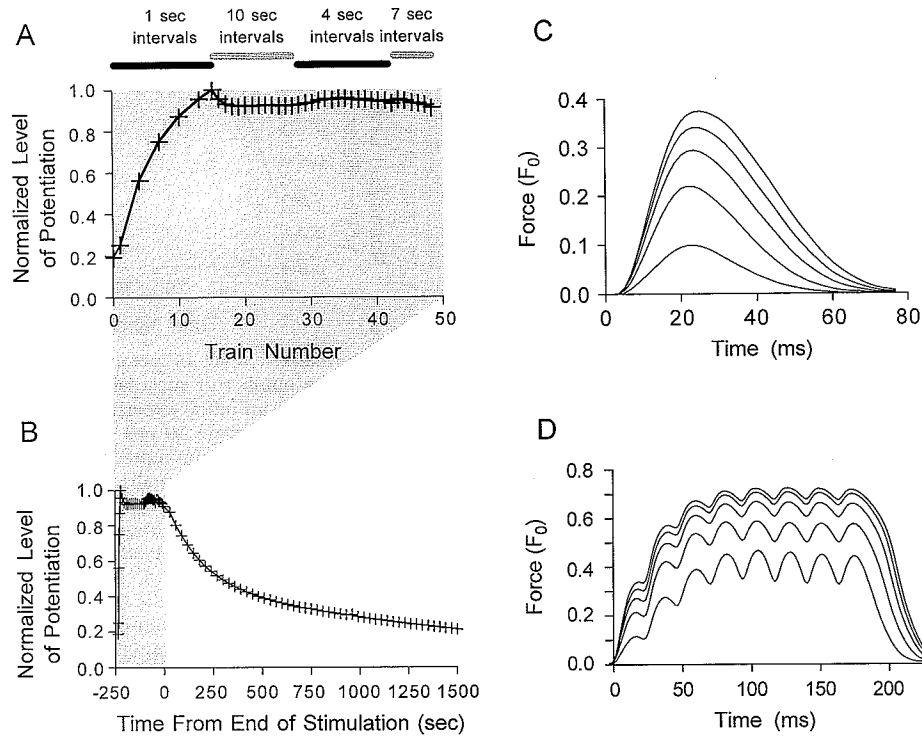 A
1 sec intervals
10 sec intervals
4 sec intervals
7 sec intervals
Normalized Level
of Potentiation
1.0
0.8
0.6
0.4
0.2
0.0
0 10 20 30 40 50
Train Number
B
Normalized Level
of Potentiation
1.0
0.8
0.6
0.4
0.2
0.0
-250 0 250 500 750 1000 1250 1500
Time From End of Stimulation (sec)
C
Force (F0)
0.4
0.3
0.2
0.1
0.0
0 20 40 60 80
Time (ms)
D
Force (F0)
0.8
0.6
0.4
0.2
0.0
0 50 100 150 200
Time (ms)